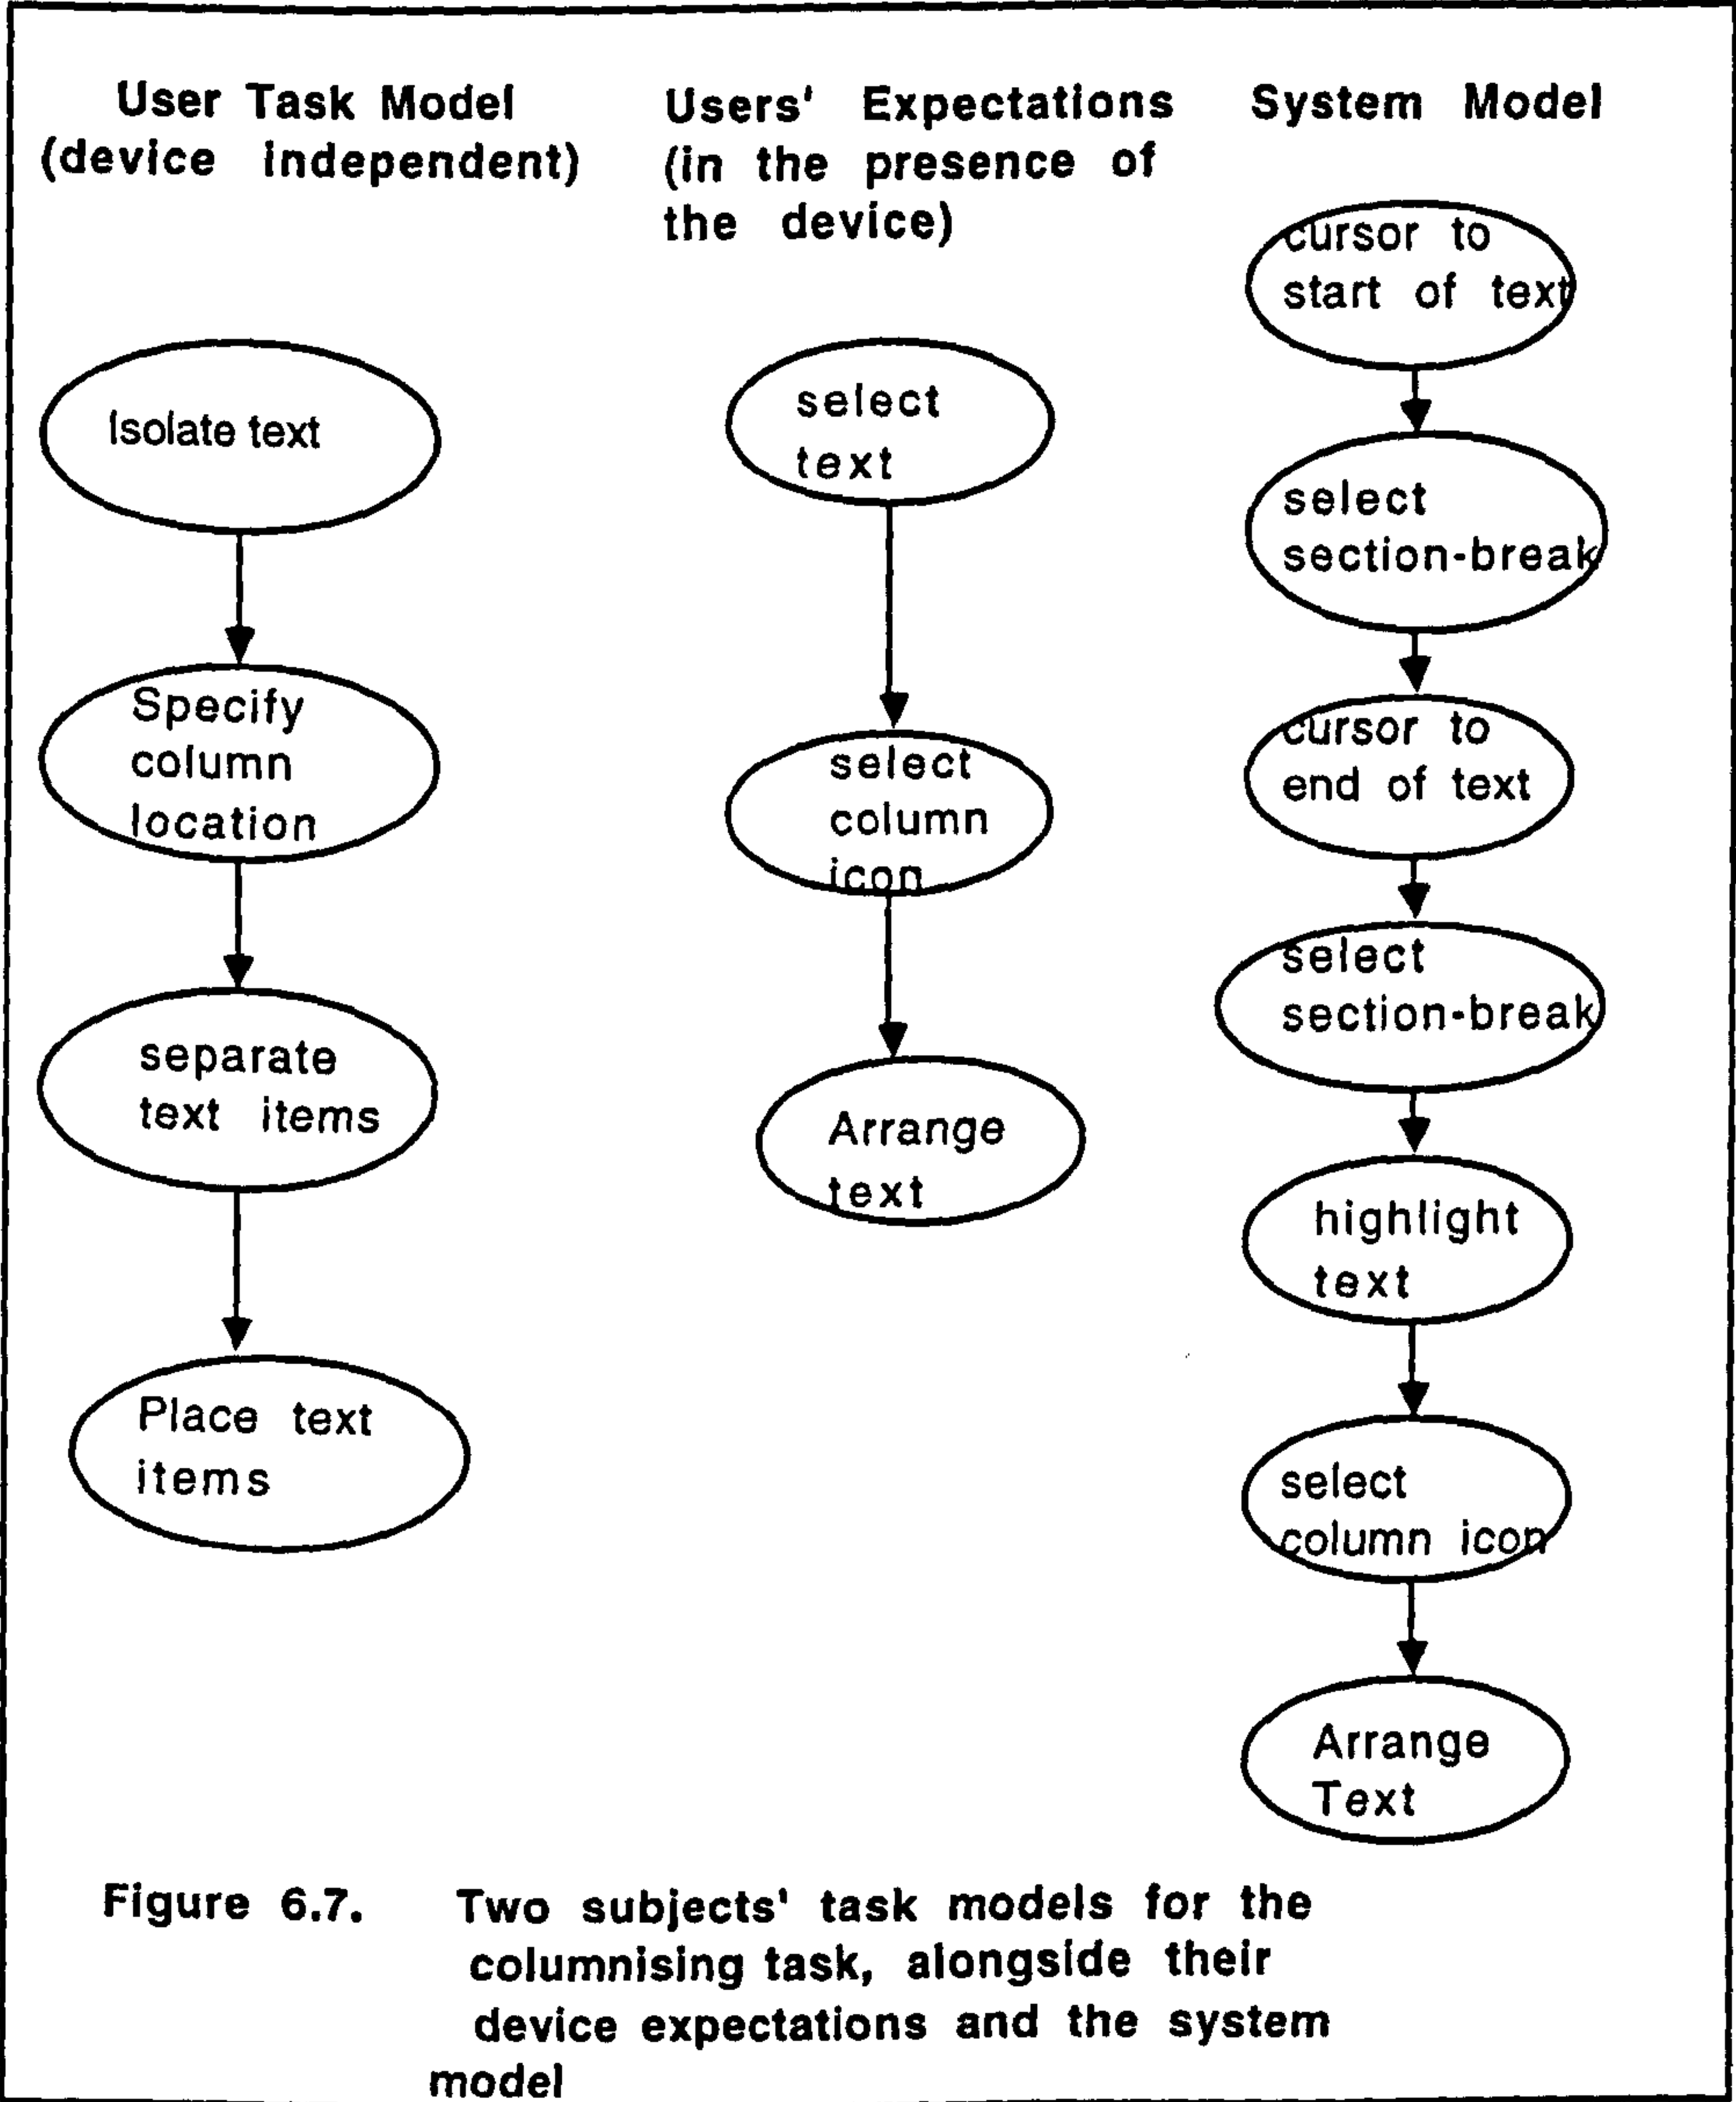 User Task Model
(device independent)
Users' Expectations
(in the presence of
the device)
System Model
Isolate text
Specify
column
location
separate
text items
Place text
items
select
text
select
column
icon
Arrange
text
cursor to
start of text
select
section-break
cursor to
end of text
select
section-break
highlight
text
select
column icon
Arrange
Text
Figure 6.7. Two subjects' task models for the
columnising task, alongside their
device expectations and the system
model